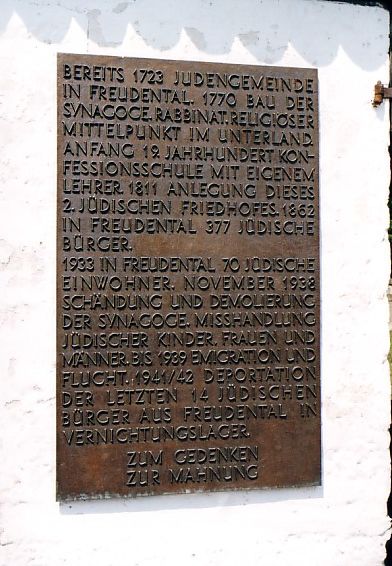 BEREITS 1723 JUDENGEMEINDE
IN FREUDENTAL. 1770 BAU DER
SYNAGOGE. RABBINAT. RELIGIÖSER
MITTELPUNKT IM UNTERLAND.
ANFANG 19. JAHRHUNDERT KON-
FESSIONSSCHULE MIT EIGENEM
LEHRER. 1811 ANLEGUNG DIESES
2. JÜDISCHEN FRIEDHOFES. 1862
IN FREUDENTAL 377 JÜDISCHE
BÜRGER.
1933 IN FREUDENTAL 70 JÜDISCHE
EINWOHNER. NOVEMBER 1938
SCHÄNDUNG UND DEMOLIERUNG
DER SYNAGOGE. MISSHANDLUNG
JÜDISCHER KINDER, FRAUEN UND
MÄNNER. BIS 1939 EMIGRATION UND
FLUCHT. 1941/42 DEPORTATION
DER LETZTEN 14 JÜDISCHEN
BÜRGER AUS FREUDENTAL IN
VERNICHTUNGSLAGER.
ZUM GEDENKEN
ZUR MAHNUNG